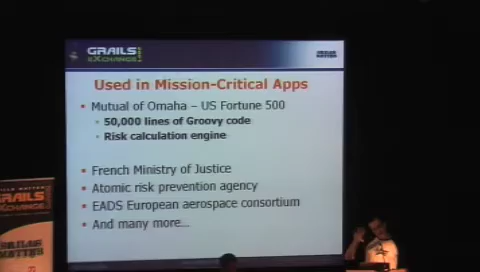 GRAILS
EXCHANGE
Used in Mission-Critical Apps
• Mutual of Omaha – US Fortune 500
• 50,000 lines of Groovy code
• Risk calculation engine
• French Ministry of Justice
• Atomic risk prevention agency
• EADS European aerospace consortium
• And many more...
GRAILS
EXCHANGE